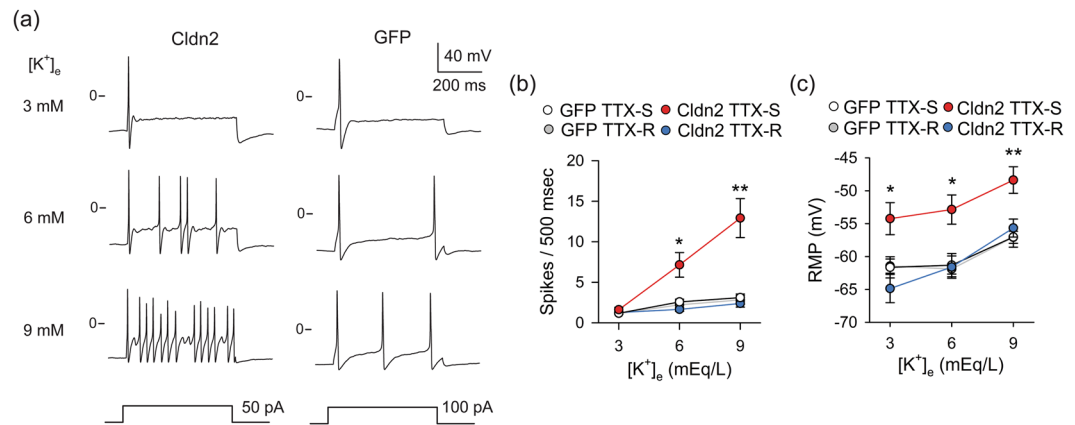 (a)
Cldn2
GFP
[K⁺]ₑ
40 mV
200 ms
3 mM
0–
0–
6 mM
0–
0–
9 mM
0–
0–
50 pA
100 pA
(b)
GFP TTX-S
Cldn2 TTX-S
GFP TTX-R
Cldn2 TTX-R
Spikes / 500 msec
20
15
10
5
0
*
**
3
6
9
[K⁺]ₑ (mEq/L)
(c)
GFP TTX-S
Cldn2 TTX-S
GFP TTX-R
Cldn2 TTX-R
RMP (mV)
-45
-50
-55
-60
-65
-70
*
*
**
3
6
9
[K⁺]ₑ (mEq/L)